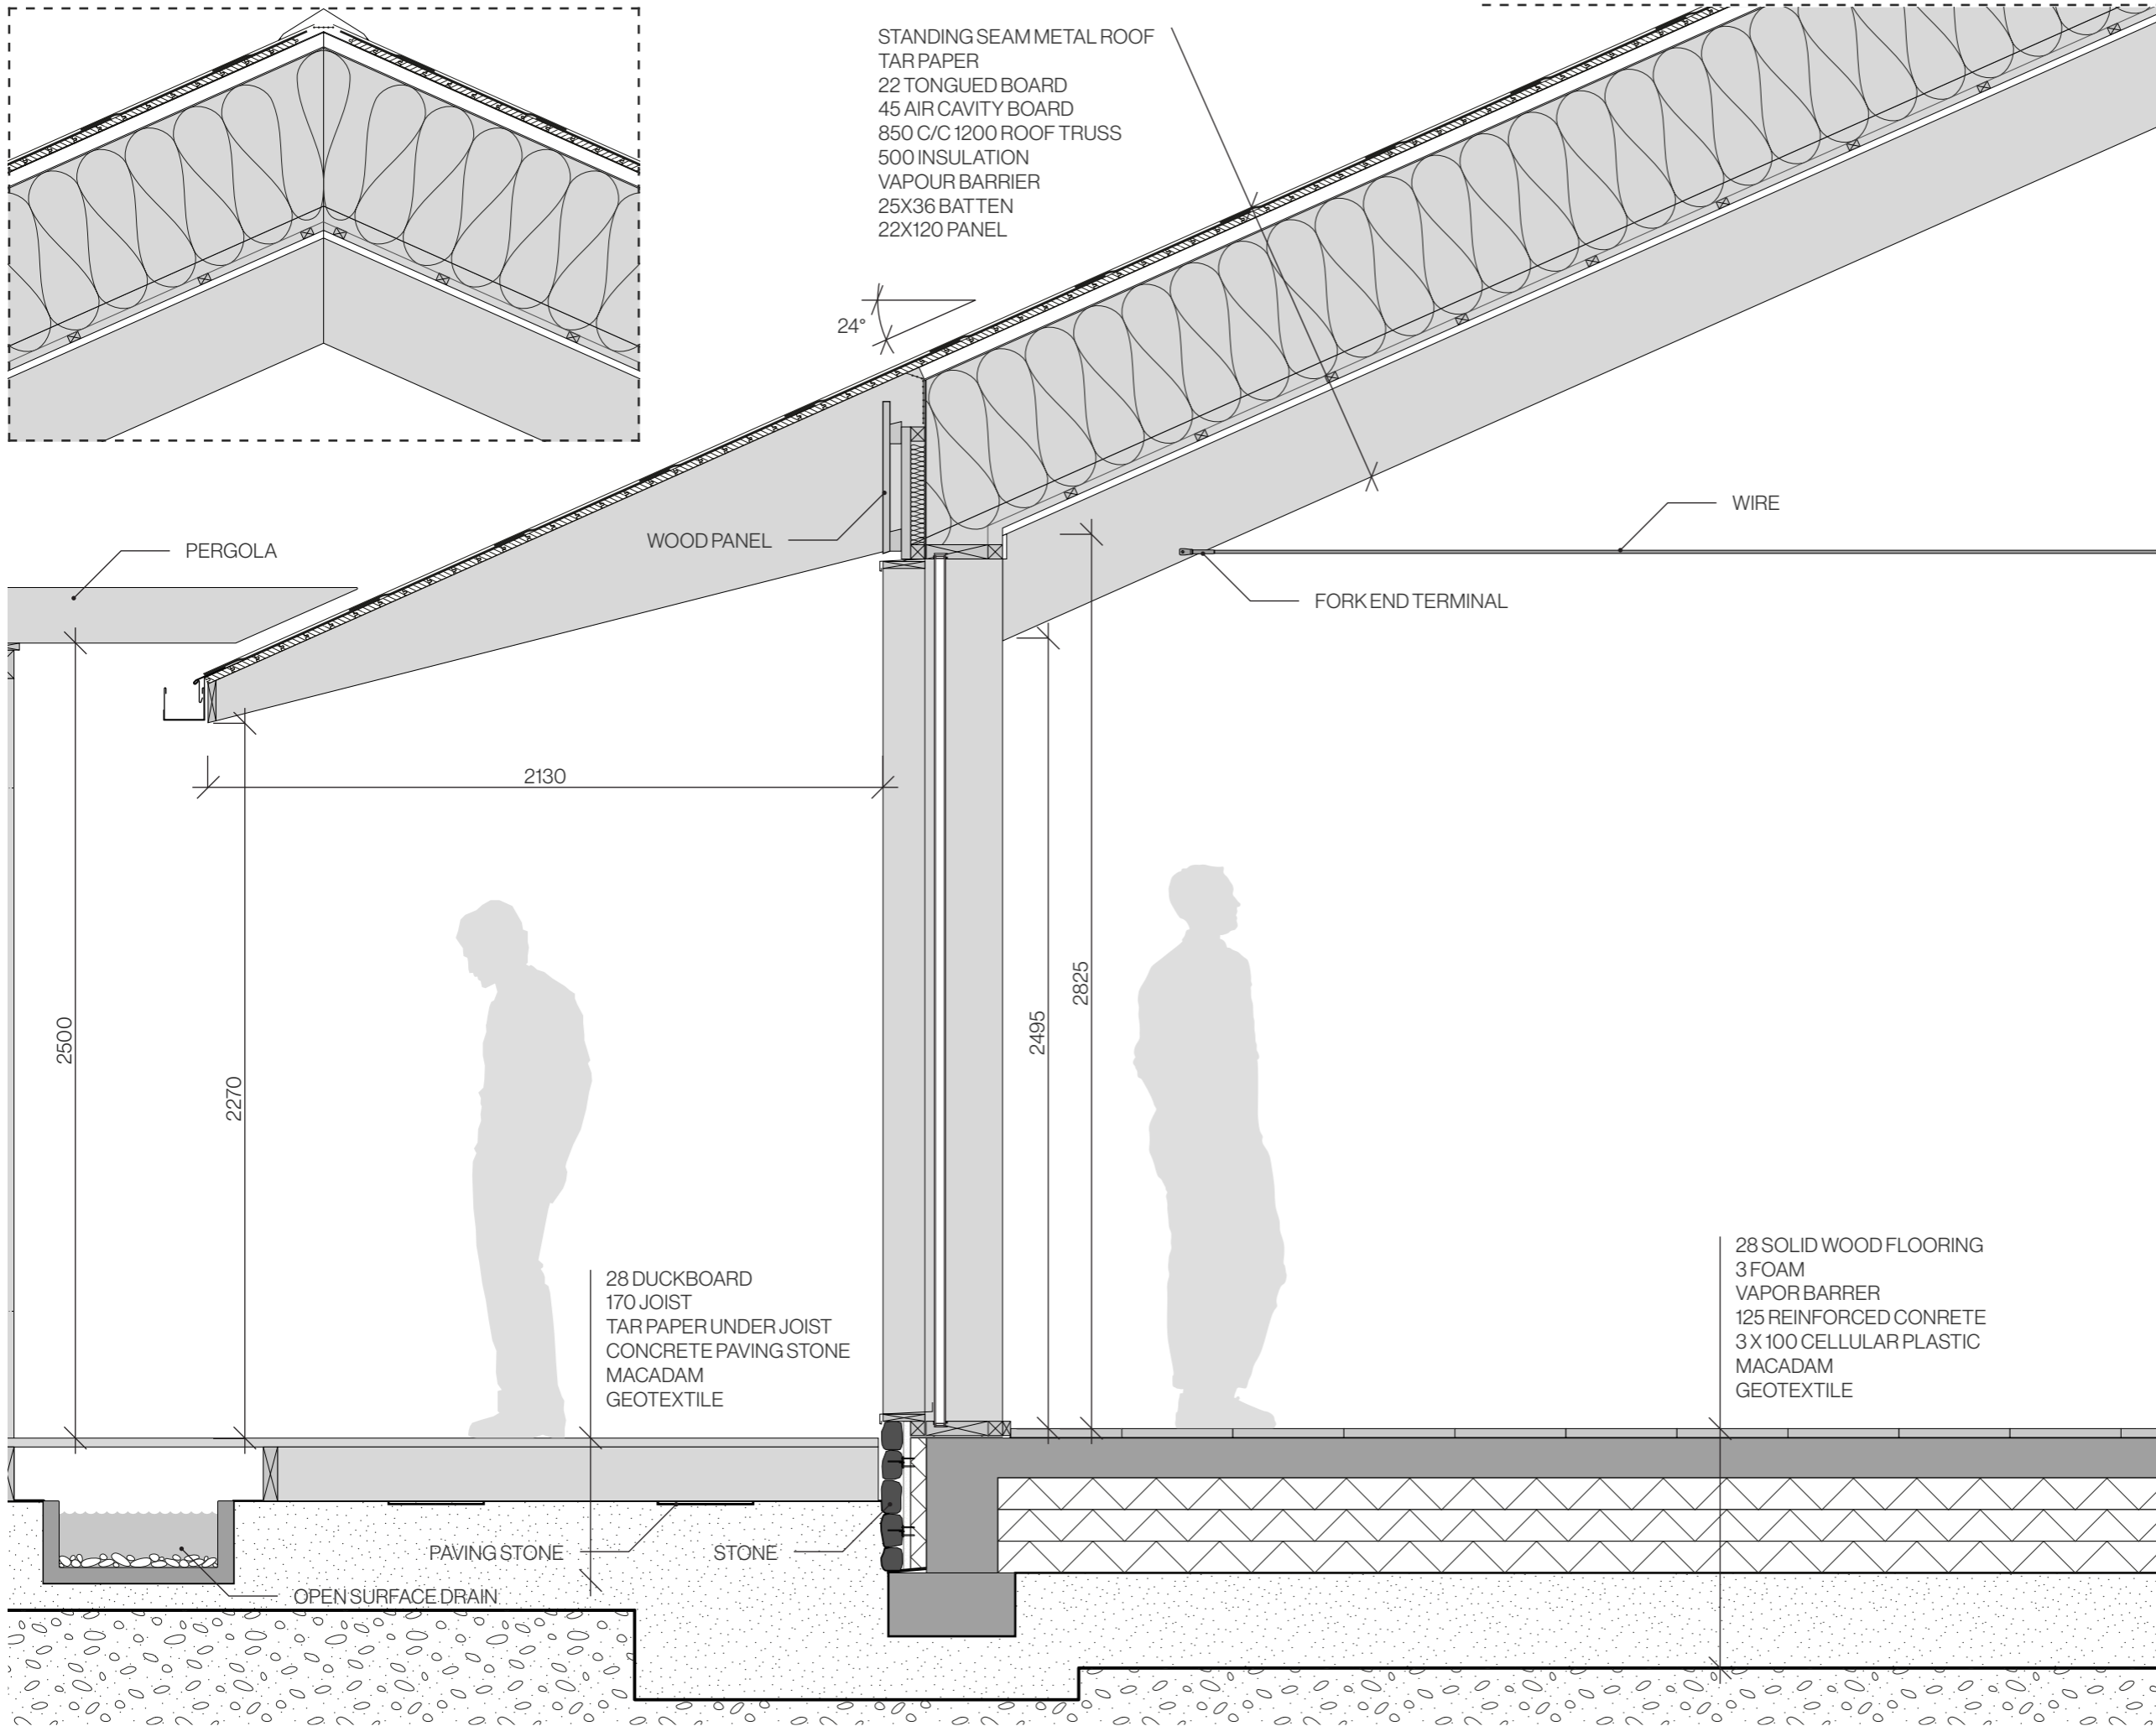 STANDING SEAM METAL ROOF
TAR PAPER
22 TONGUED BOARD
45 AIR CAVITY BOARD
850 C/C 1200 ROOF TRUSS
500 INSULATION
VAPOUR BARRIER
25X36 BATTEN
22X120 PANEL
24°
WIRE
WOOD PANEL
PERGOLA
FORK END TERMINAL
2130
2500
2270
2495
2825
28 DUCKBOARD
170 JOIST
TAR PAPER UNDER JOIST
CONCRETE PAVING STONE
MACADAM
GEOTEXTILE
28 SOLID WOOD FLOORING
3 FOAM
VAPOR BARRER
125 REINFORCED CONRETE
3 X 100 CELLULAR PLASTIC
MACADAM
GEOTEXTILE
PAVING STONE
STONE
OPEN SURFACE DRAIN